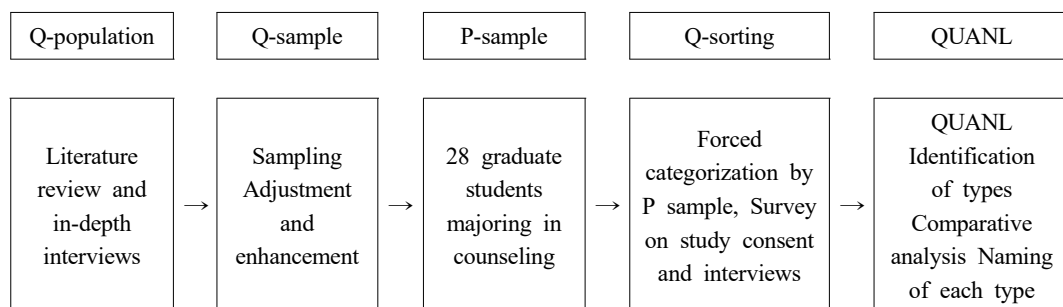 Q-population
Q-sample
P-sample
Q-sorting
QUANL
Literature
review and
in-depth
interviews
→
Sampling
Adjustment
and
enhancement
→
28 graduate
students
majoring in
counseling
→
Forced
categorization by
P sample, Survey
on study consent
and interviews
→
QUANL
Identification
of types
Comparative
analysis Naming
of each type